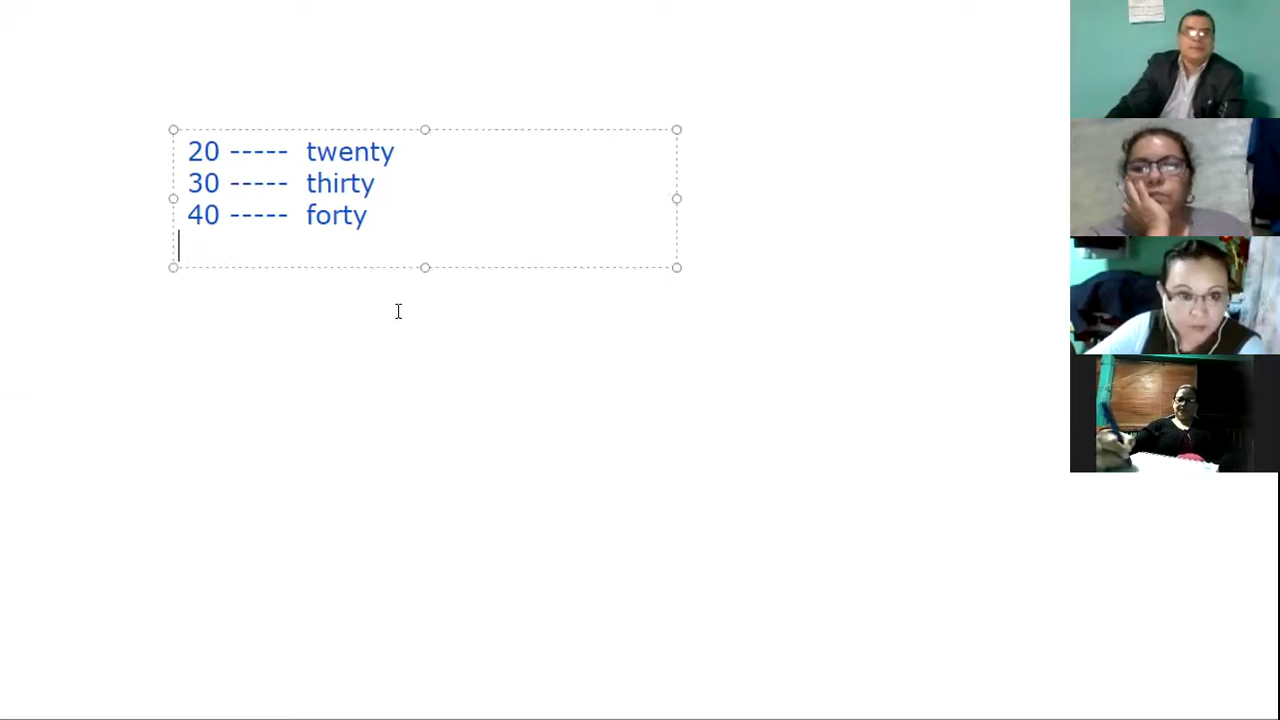 20 ----- twenty
30 ----- thirty
40 ----- forty